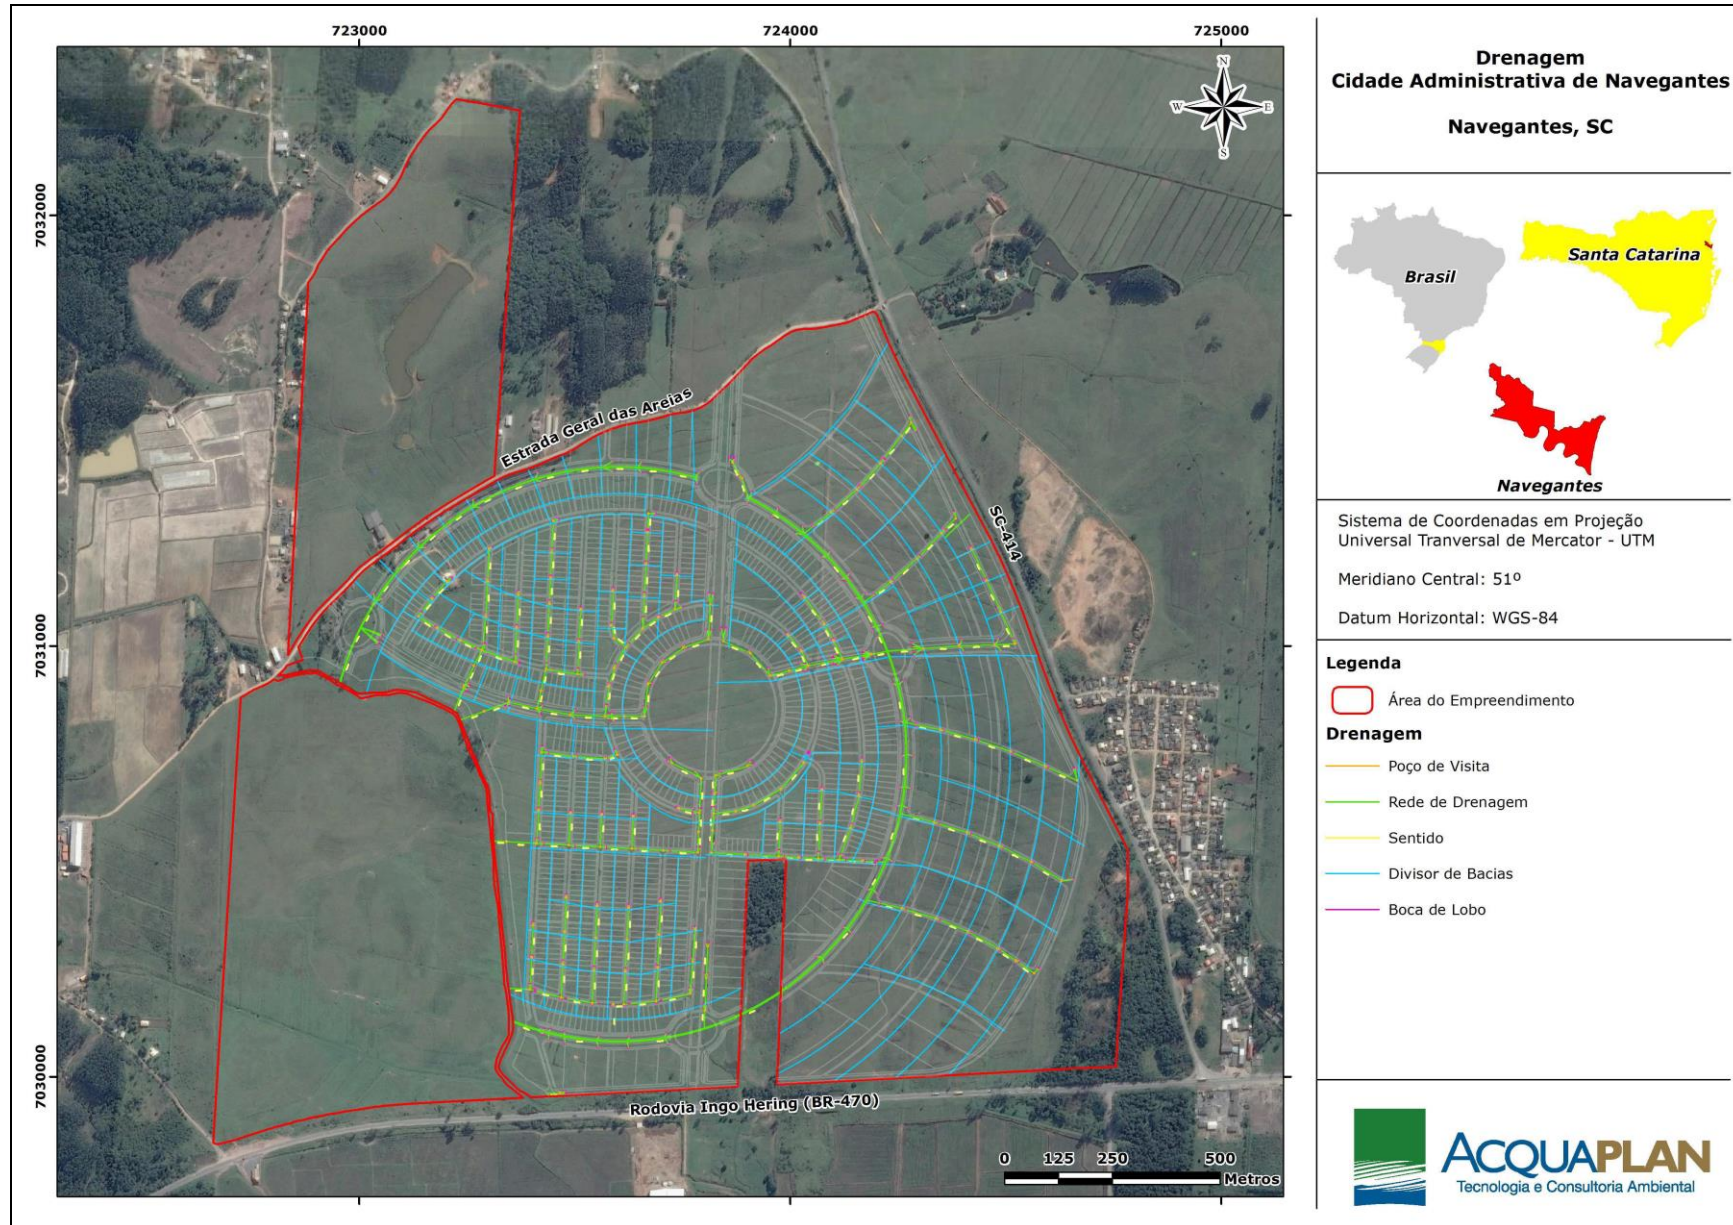 723000
724000
725000
7032000
7031000
7030000
N
W
E
S
Estrada Geral das Areias
SC-414
Rodovia Ingo Hering (BR-470)
0 125 250 500
Metros
Drenagem
Cidade Administrativa de Navegantes
Navegantes, SC
Brasil
Santa Catarina
Navegantes
Sistema de Coordenadas em Projeção
Universal Tranversal de Mercator - UTM
Meridiano Central: 51º
Datum Horizontal: WGS-84
Legenda
Área do Empreendimento
Drenagem
Poço de Visita
Rede de Drenagem
Sentido
Divisor de Bacias
Boca de Lobo
ACQUAPLAN
Tecnologia e Consultoria Ambiental